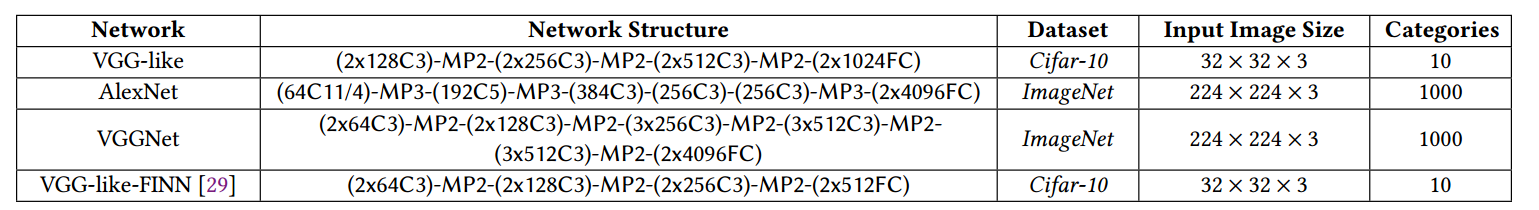 Network Network Structure Dataset Input Image Size Categories
VGG-like (2x128C3)-MP2-(2x256C3)-MP2-(2x512C3)-MP2-(2x1024FC) Cifar-10 32 × 32 × 3 10
AlexNet (64C11/4)-MP3-(192C5)-MP3-(384C3)-(256C3)-(256C3)-MP3-(2x4096FC) ImageNet 224 × 224 × 3 1000
VGGNet (2x64C3)-MP2-(2x128C3)-MP2-(3x256C3)-MP2-(3x512C3)-MP2-
(3x512C3)-MP2-(2x4096FC) ImageNet 224 × 224 × 3 1000
VGG-like-FINN [29] (2x64C3)-MP2-(2x128C3)-MP2-(2x256C3)-MP2-(2x512FC) Cifar-10 32 × 32 × 3 10